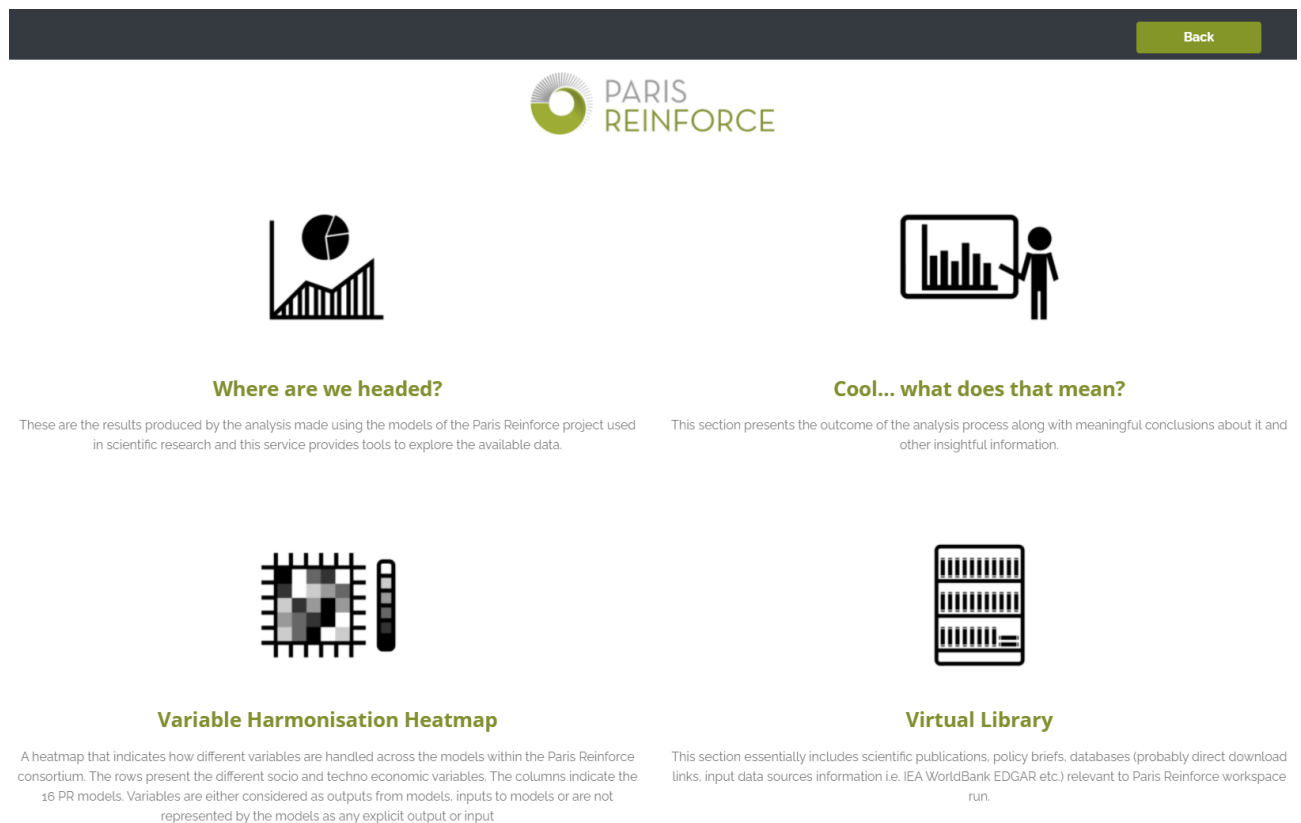 Back
PARIS
REINFORCE
Where are we headed?
These are the results produced by the analysis made using the models of the Paris Reinforce project used
in scientific research and this service provides tools to explore the available data.
Cool... what does that mean?
This section presents the outcome of the analysis process along with meaningful conclusions about it and
other insightful information.
Variable Harmonisation Heatmap
A heatmap that indicates how different variables are handled across the models within the Paris Reinforce
consortium. The rows present the different socio and techno economic variables. The columns indicate the
16 PR models. Variables are either considered as outputs from models, inputs to models or are not
represented by the models as any explicit output or input
Virtual Library
This section essentially includes scientific publications, policy briefs, databases (probably direct download
links, input data sources information i.e. IEA WorldBank EDGAR etc.) relevant to Paris Reinforce workspace
run.